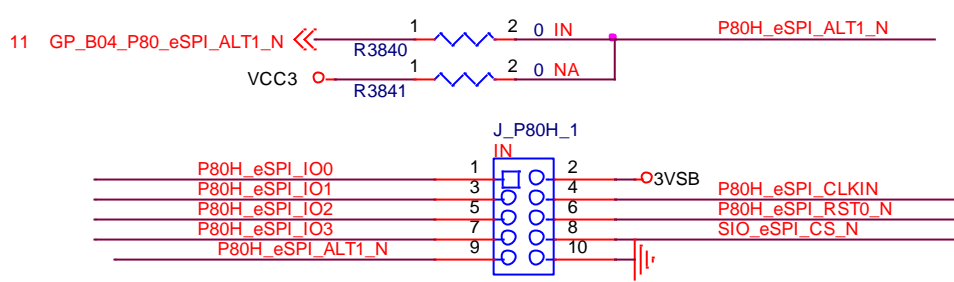 1 2 0 IN P80H_eSPI_ALT1_N
11 GP_B04_P80_eSPI_ALT1_N
R3840
1 2 0 NA
VCC3
R3841
J_P80H_1
IN
P80H_eSPI_IO0 1 2 3VSB
P80H_eSPI_IO1 3 4 P80H_eSPI_CLKIN
P80H_eSPI_IO2 5 6 P80H_eSPI_RST0_N
P80H_eSPI_IO3 7 8 SIO_eSPI_CS_N
P80H_eSPI_ALT1_N 9 10